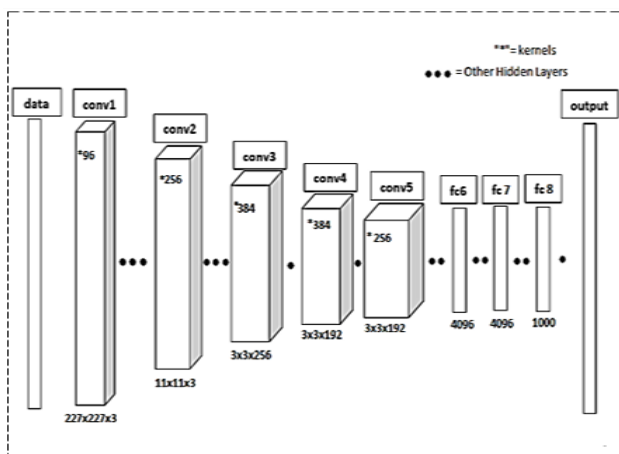 ***= kernels
●●● = Other Hidden Layers
data
conv1
conv2
conv3
conv4
conv5
fc6
fc 7
fc 8
output
*96
*256
*384
*384
* 256
227x227x3
11x11x3
3x3x256
3x3x192
3x3x192
4096
4096
1000